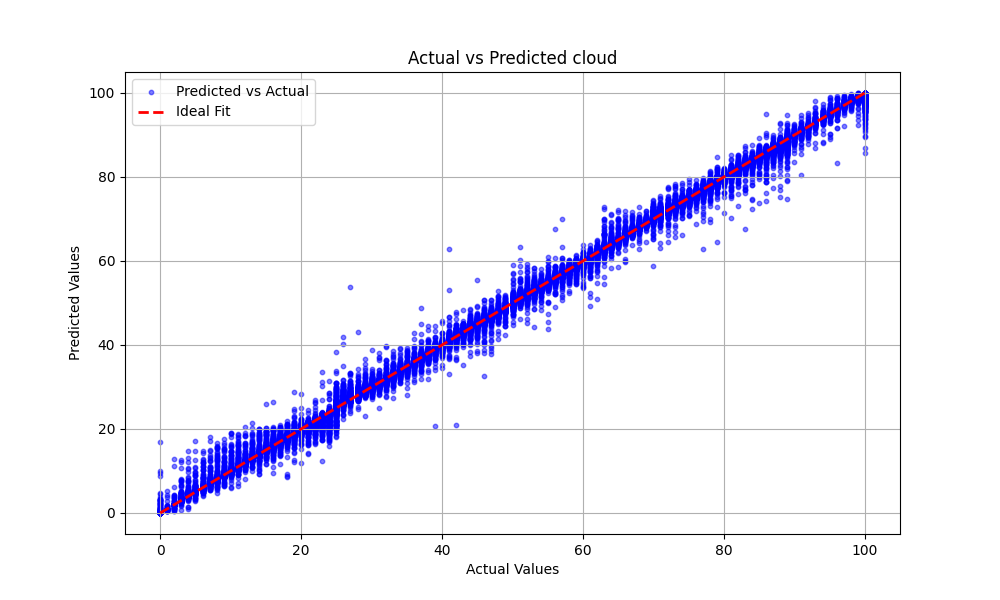 Actual vs Predicted cloud
Predicted vs Actual
Ideal Fit
Predicted Values
100
80
60
40
20
0
0 20 40 60 80 100
Actual Values